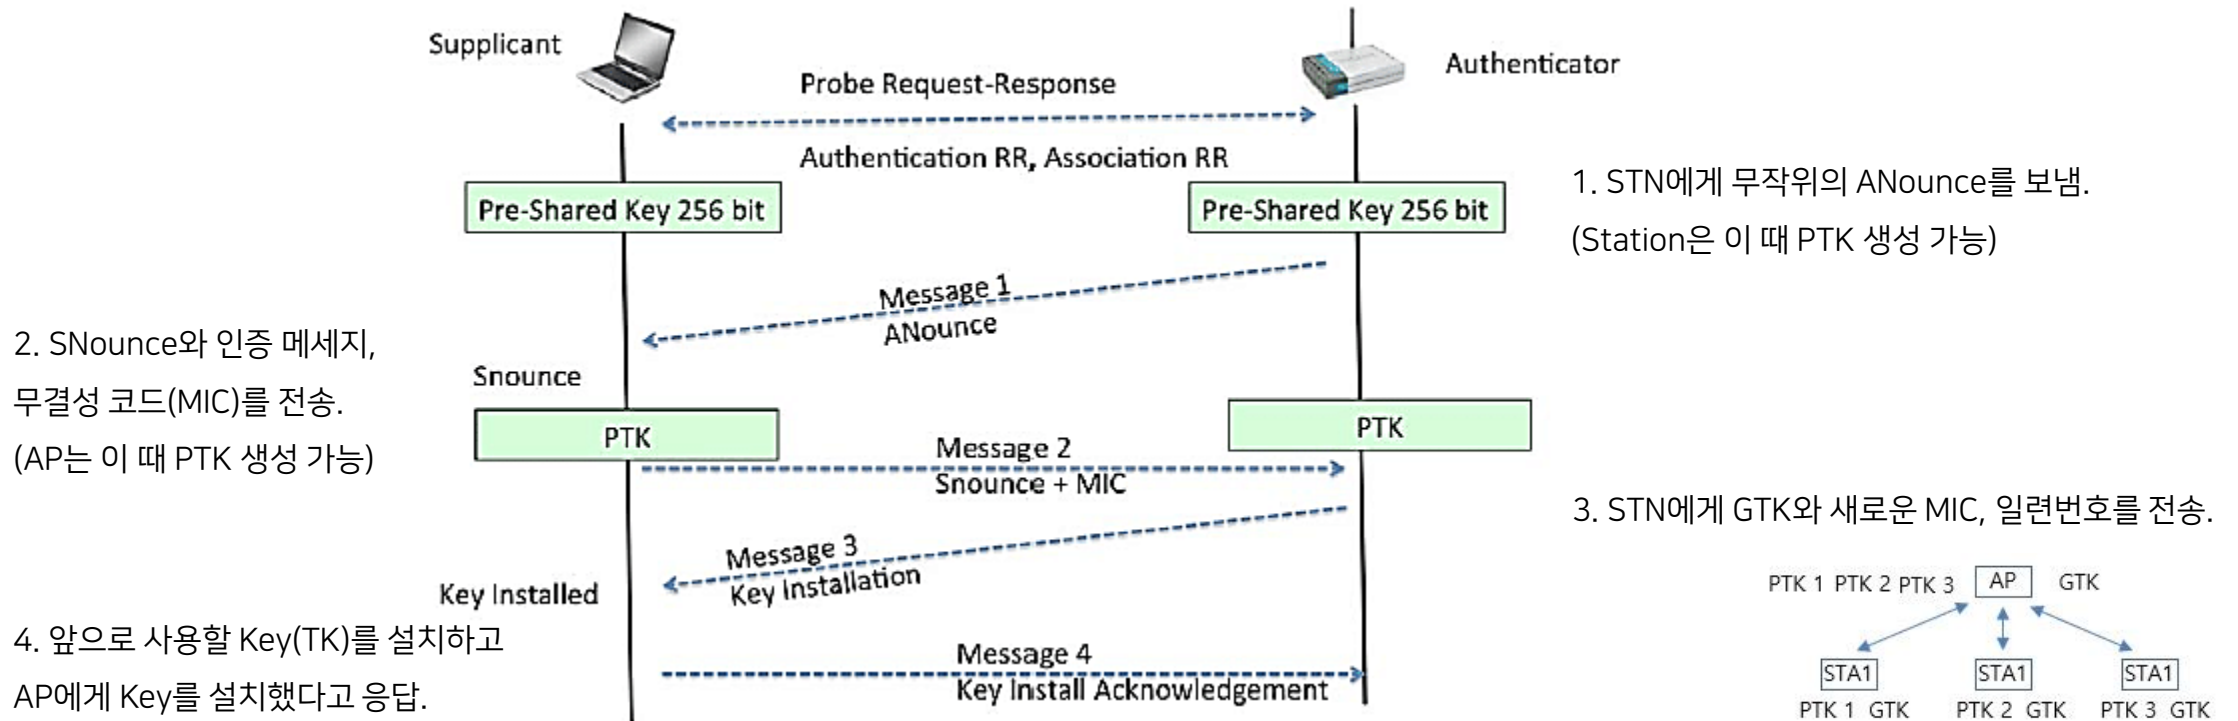 Supplicant
Authenticator
Probe Request-Response
Authentication RR, Association RR
Pre-Shared Key 256 bit
Pre-Shared Key 256 bit
1. STN에게 무작위의 ANounce를 보냄.
(Station은 이 때 PTK 생성 가능)
Message 1
ANounce
2. SNounce와 인증 메세지,
무결성 코드(MIC)를 전송.
(AP는 이 때 PTK 생성 가능)
Snounce
PTK
PTK
Message 2
Snounce + MIC
3. STN에게 GTK와 새로운 MIC, 일련번호를 전송.
Message 3
Key Installation
Key Installed
4. 앞으로 사용할 Key(TK)를 설치하고
AP에게 Key를 설치했다고 응답.
Message 4
Key Install Acknowledgement
PTK 1 PTK 2 PTK 3 AP GTK
STA1 STA1 STA1
PTK 1 GTK PTK 2 GTK PTK 3 GTK